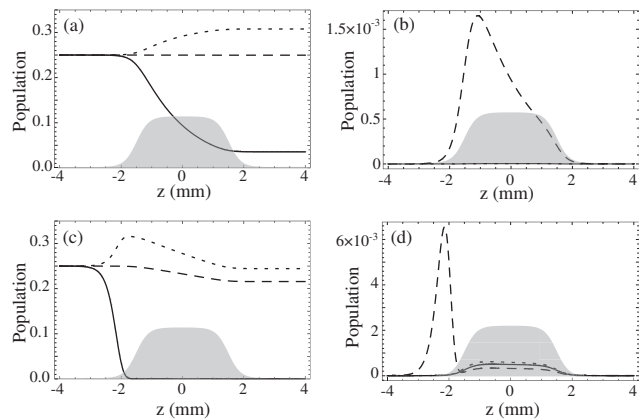 (a)
Population
0.3
0.2
0.1
0.0
-4 -2 0 2 4
z (mm)
(b)
Population
1.5×10⁻³
1
0.5
0
-4 -2 0 2 4
z (mm)
(c)
Population
0.3
0.2
0.1
0.0
-4 -2 0 2 4
z (mm)
(d)
Population
6×10⁻³
4
2
0
-4 -2 0 2 4
z (mm)